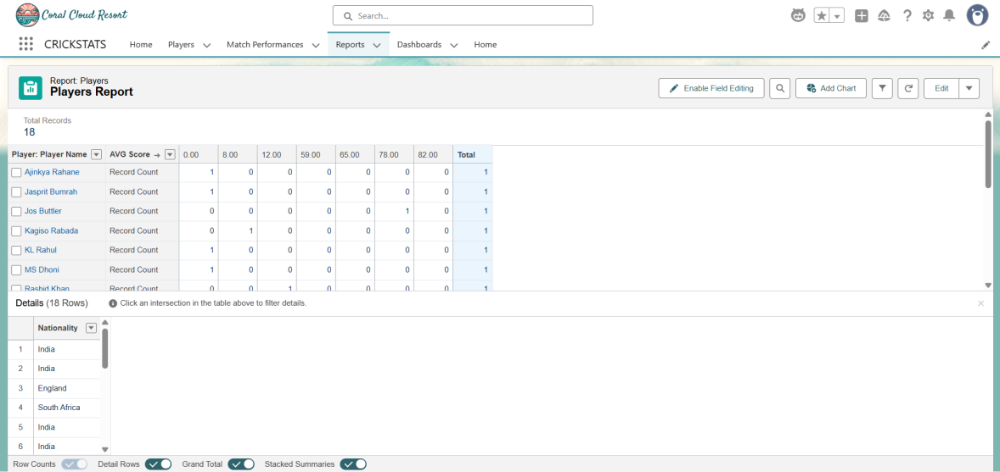 Coral Cloud Resort
Search...
CRICKSTATS Home Players Match Performances Reports Dashboards Home
Report: Players
Players Report
Enable Field Editing Add Chart Edit
Total Records
18
Player: Player Name AVG Score → 0.00 8.00 12.00 59.00 65.00 78.00 82.00 Total
Ajinkya Rahane Record Count 1 0 0 0 0 0 0 1
Jasprit Bumrah Record Count 1 0 0 0 0 0 0 1
Jos Buttler Record Count 0 0 0 0 0 1 0 1
Kagiso Rabada Record Count 0 1 0 0 0 0 0 1
KL Rahul Record Count 1 0 0 0 0 0 0 1
MS Dhoni Record Count 1 0 0 0 0 0 0 1
Rashid Khan Record Count 0 0 1 0 0 0 0 1
Details (18 Rows) Click an intersection in the table above to filter details.
Nationality
1 India
2 India
3 England
4 South Africa
5 India
6 India
Row Counts Detail Rows Grand Total Stacked Summaries